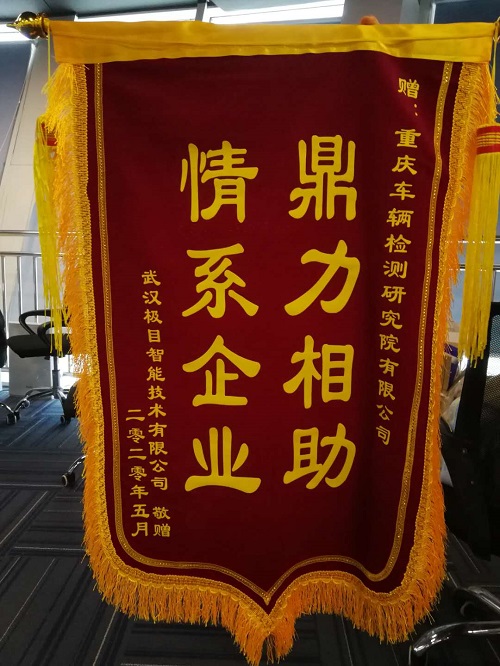 赠：重庆车辆检测研究院有限公司
鼎力相助
情系企业
武汉极目智能技术有限公司 敬赠
二零二零年五月